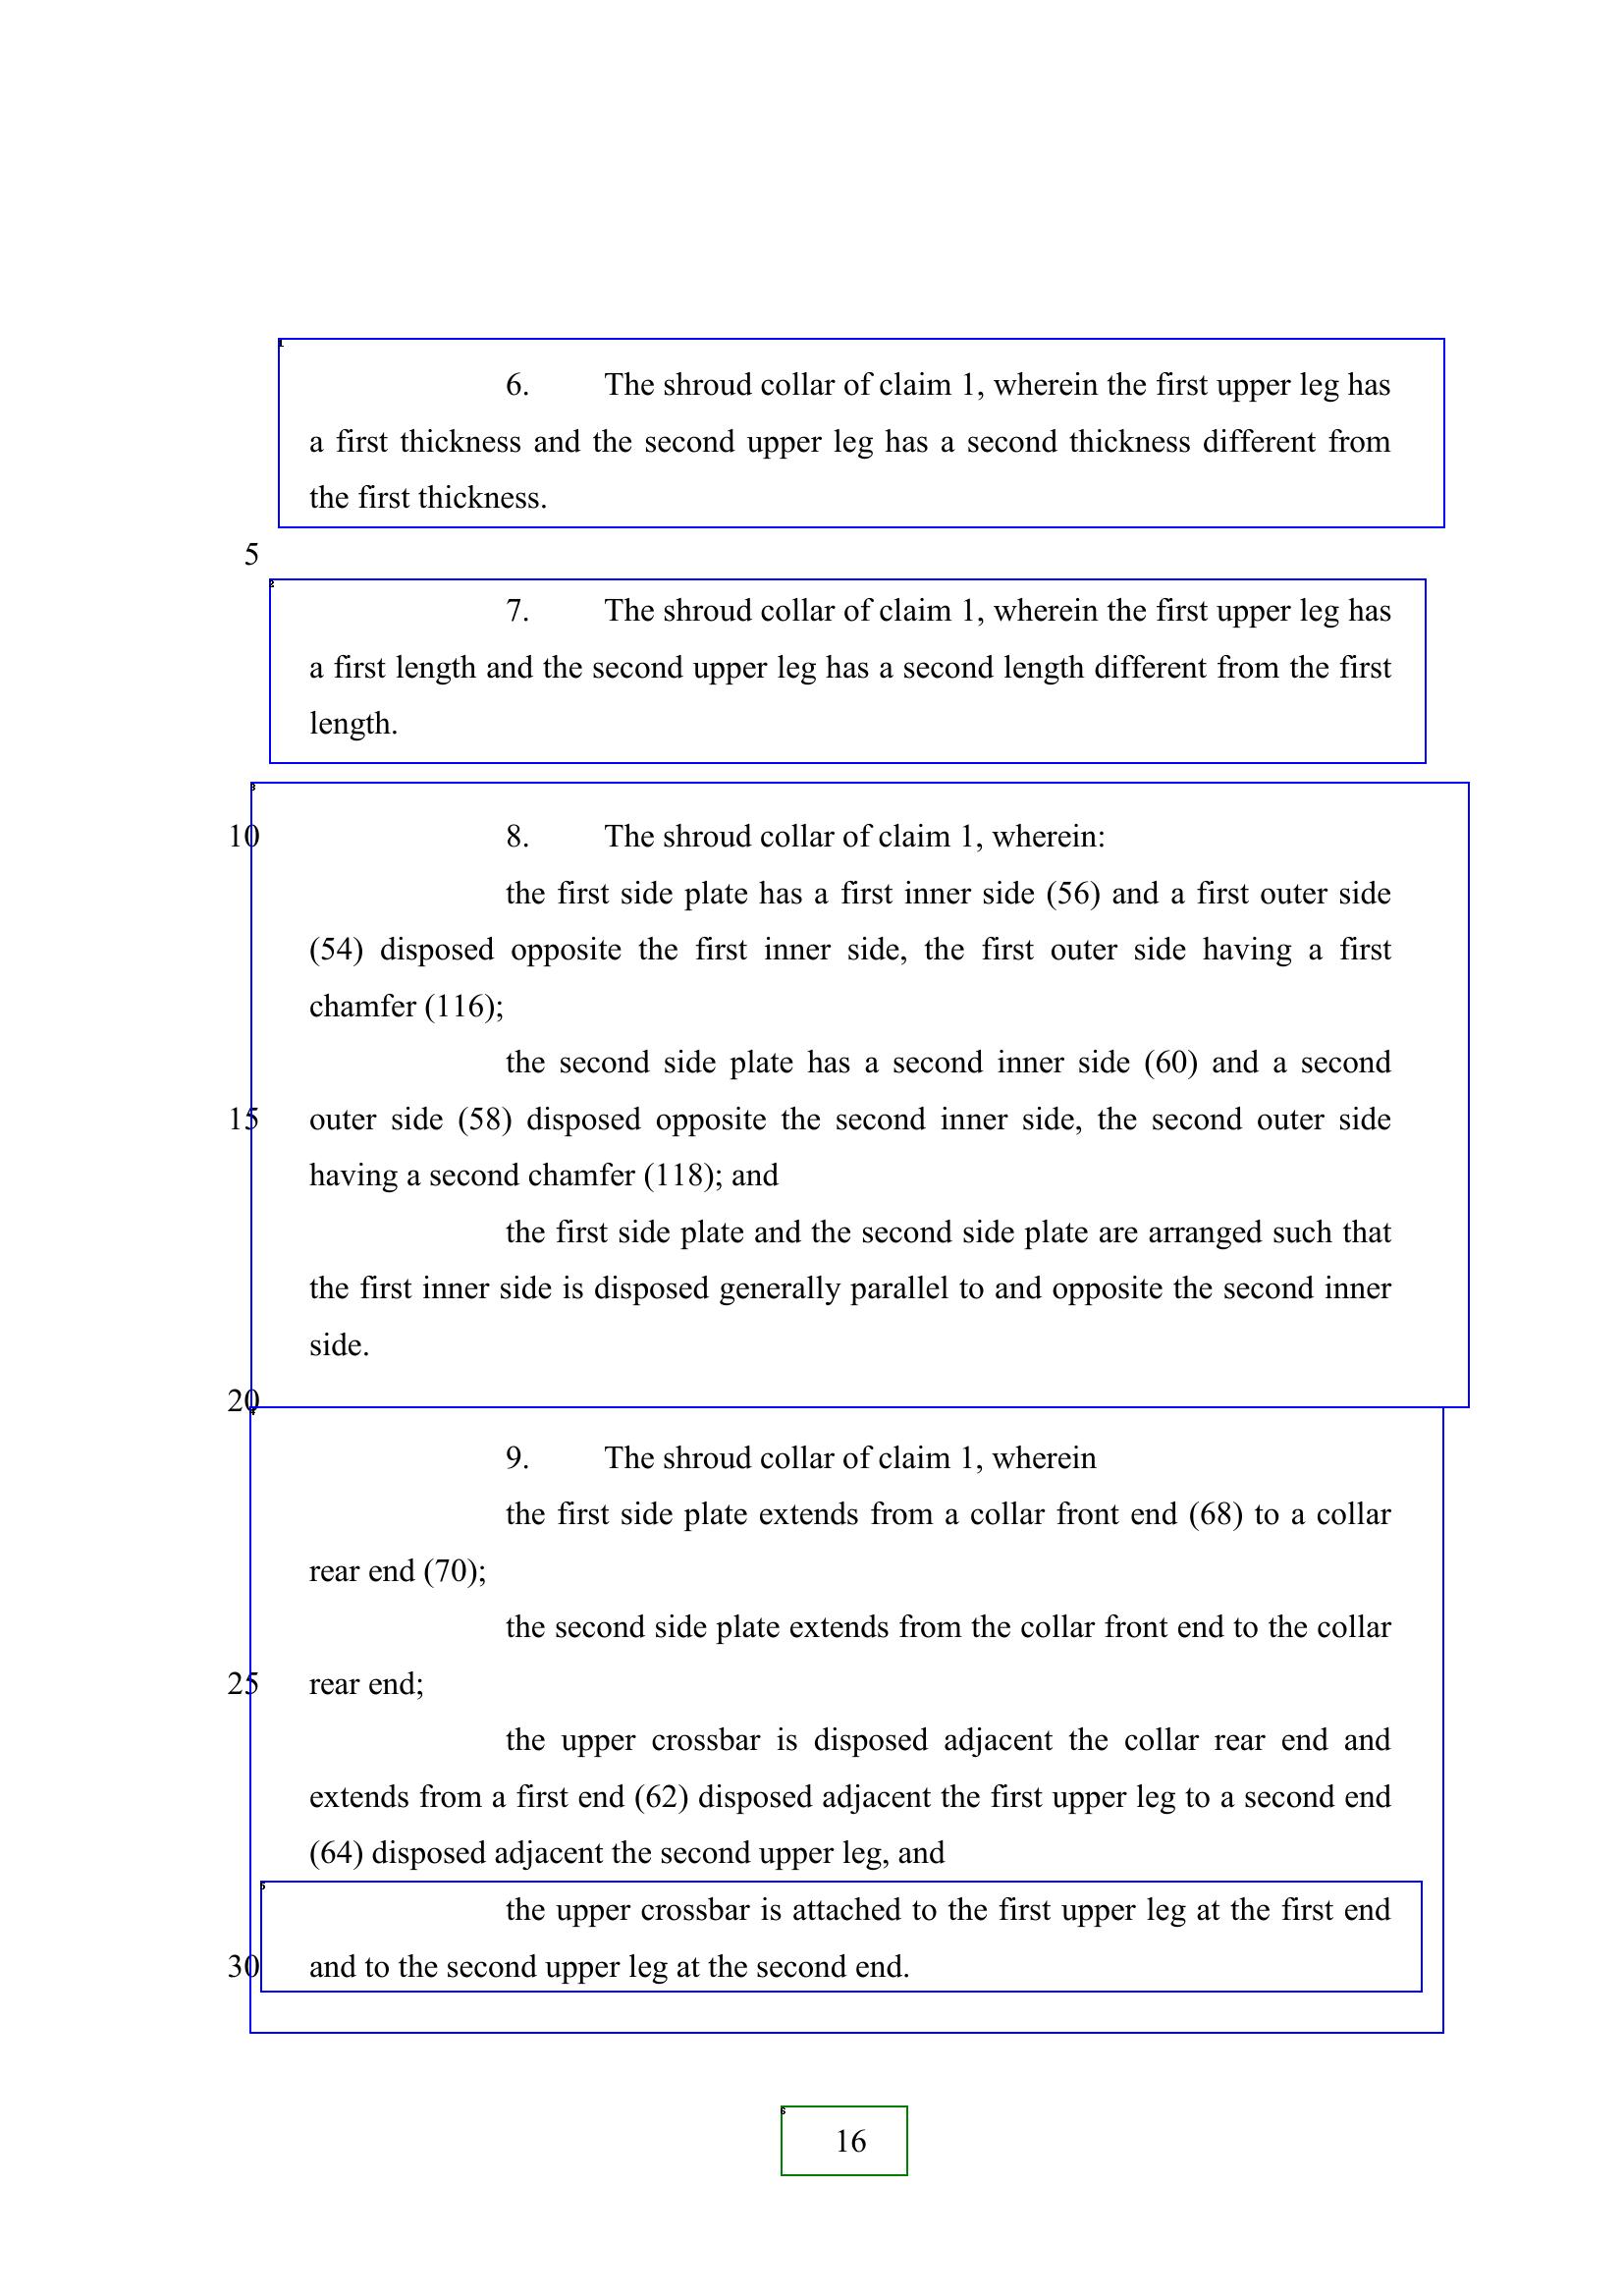 6. The shroud collar of claim 1, wherein the first upper leg has
a first thickness and the second upper leg has a second thickness different from
the first thickness.
5
7. The shroud collar of claim 1, wherein the first upper leg has
a first length and the second upper leg has a second length different from the first
length.
10 8. The shroud collar of claim 1, wherein:
the first side plate has a first inner side (56) and a first outer side
(54) disposed opposite the first inner side, the first outer side having a first
chamfer (116);
the second side plate has a second inner side (60) and a second
15 outer side (58) disposed opposite the second inner side, the second outer side
having a second chamfer (118); and
the first side plate and the second side plate are arranged such that
the first inner side is disposed generally parallel to and opposite the second inner
side.
20
9. The shroud collar of claim 1, wherein
the first side plate extends from a collar front end (68) to a collar
rear end (70);
the second side plate extends from the collar front end to the collar
25 rear end;
the upper crossbar is disposed adjacent the collar rear end and
extends from a first end (62) disposed adjacent the first upper leg to a second end
(64) disposed adjacent the second upper leg, and
the upper crossbar is attached to the first upper leg at the first end
30 and to the second upper leg at the second end.
16